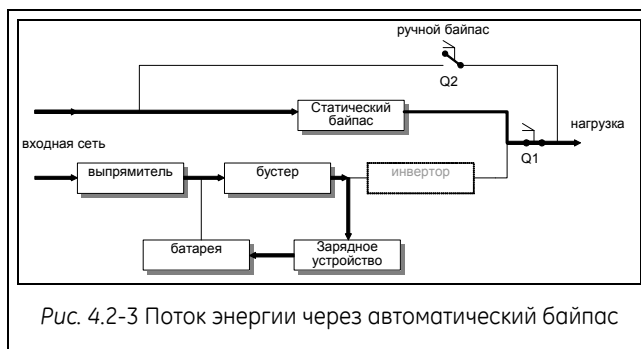 ручной байпас
Q2
Статический
байпас
нагрузка
входная сеть
Q1
выпрямитель
бустер
инвертор
батарея
Зарядное
устройство
Рис. 4.2-3 Поток энергии через автоматический байпас